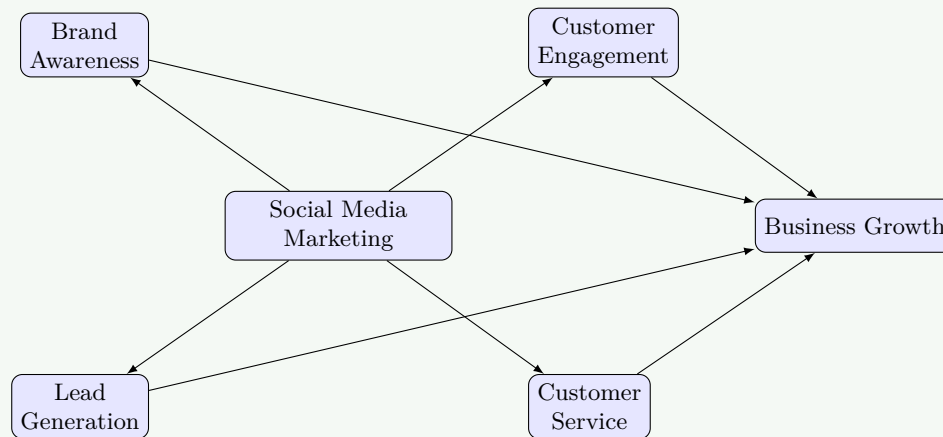 Brand
Awareness
Customer
Engagement
Social Media
Marketing
Business Growth
Lead
Generation
Customer
Service